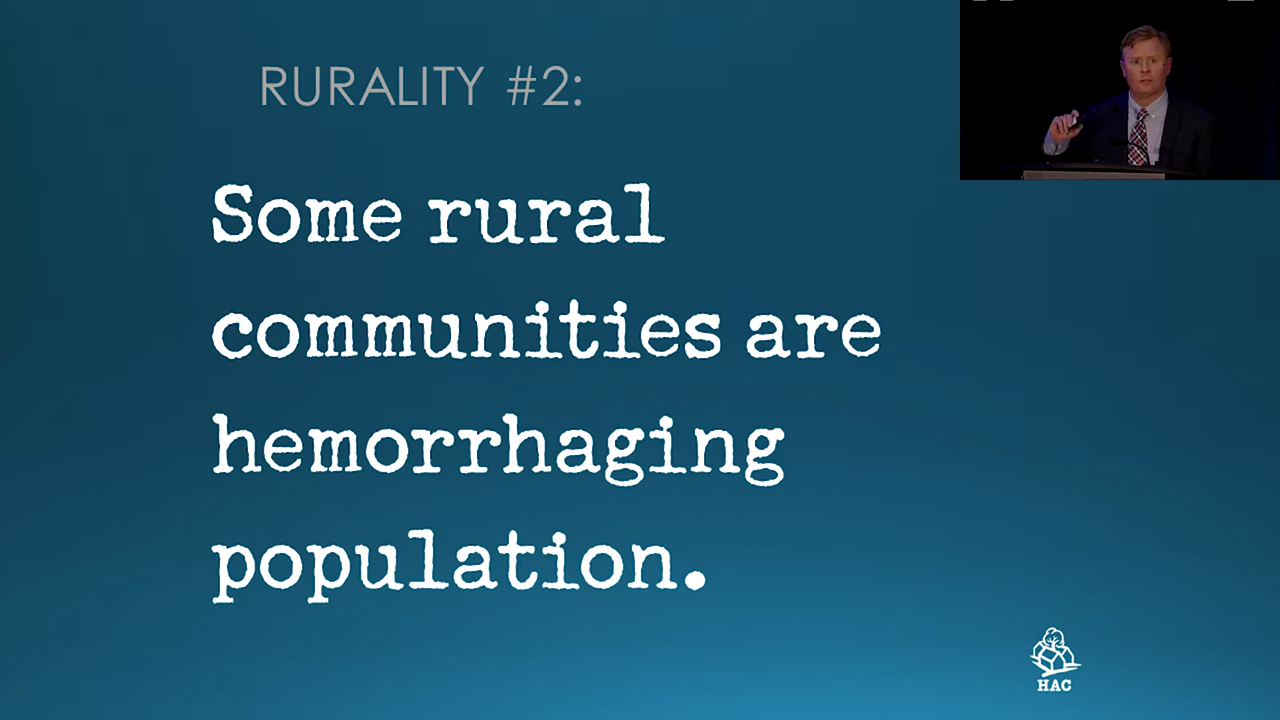 RURALITY #2:
Some rural
communities are
hemorrhaging
population.
HAC